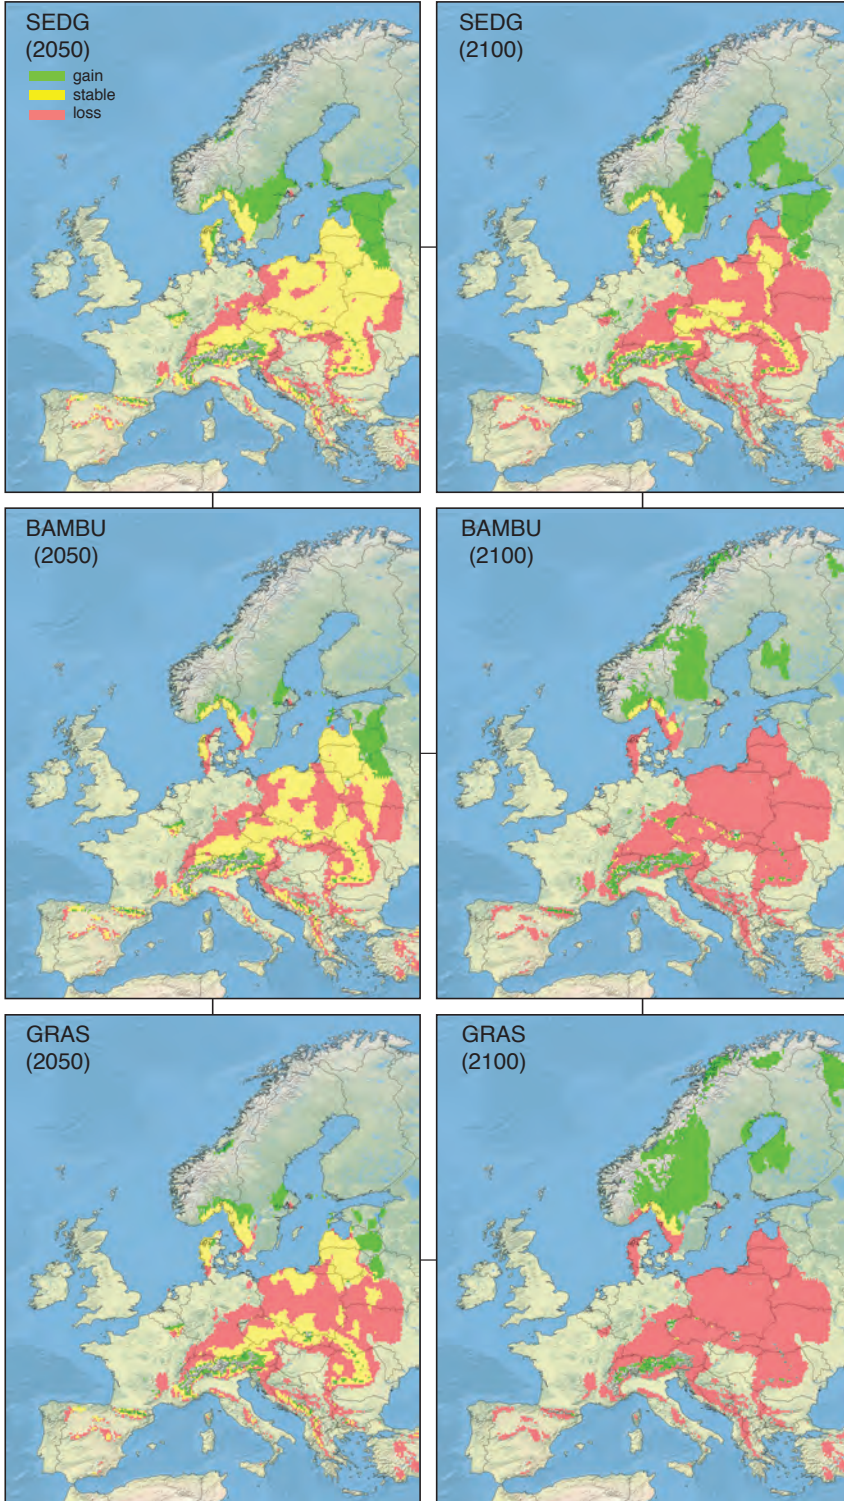 SEDG
(2050)
gain
stable
loss
SEDG
(2100)
BAMBU
(2050)
BAMBU
(2100)
GRAS
(2050)
GRAS
(2100)